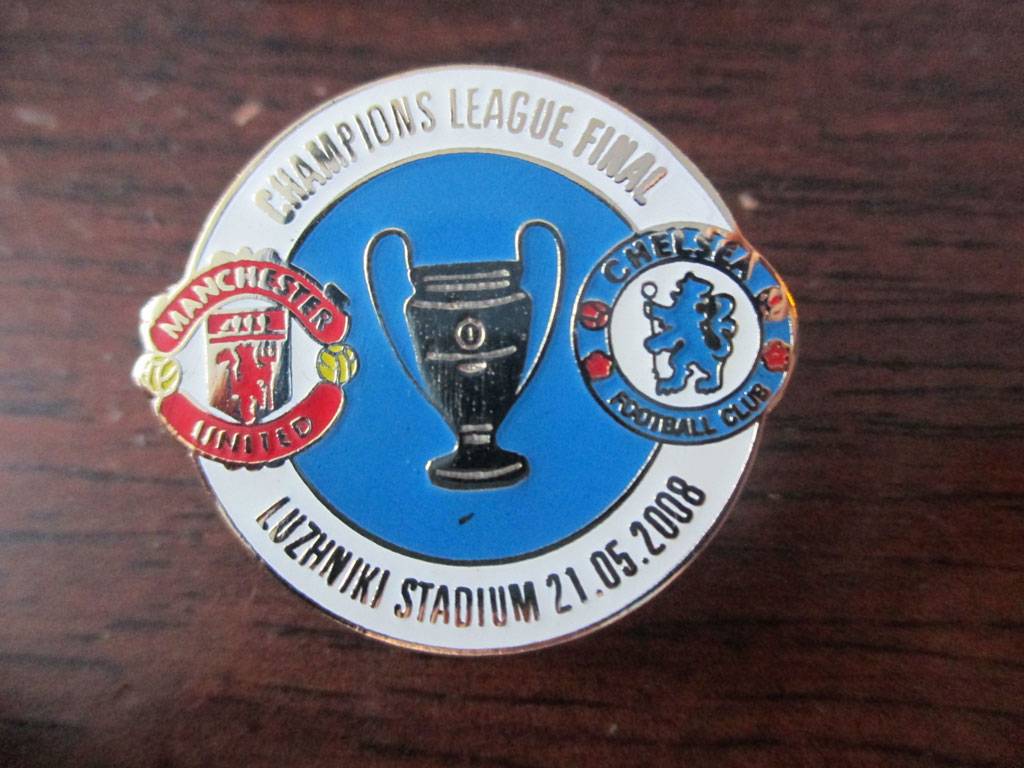 CHAMPIONS LEAGUE FINAL
MANCHESTER
UNITED
CHELSEA
FOOTBALL CLUB
LUZHNIKI STADIUM 21.05.2008